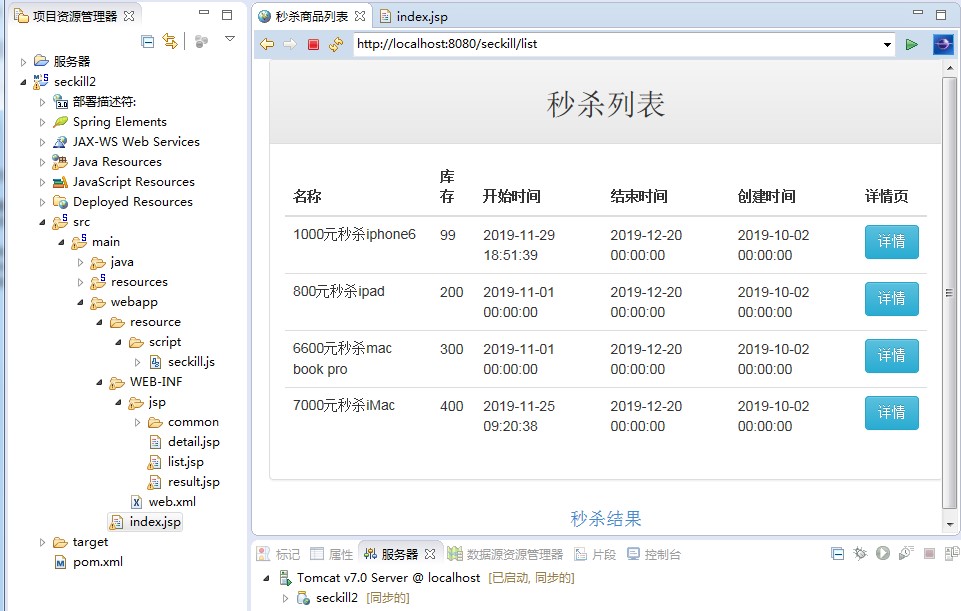 项目资源管理器
服务器
seckill2
部署描述符:
Spring Elements
JAX-WS Web Services
Java Resources
JavaScript Resources
Deployed Resources
src
main
java
resources
webapp
resource
script
seckill.js
WEB-INF
jsp
common
detail.jsp
list.jsp
result.jsp
web.xml
index.jsp
target
pom.xml
秒杀商品列表 index.jsp
http://localhost:8080/seckill/list
秒杀列表
名称 库存 开始时间 结束时间 创建时间 详情页
1000元秒杀iphone6 99 2019-11-29 18:51:39 2019-12-20 00:00:00 2019-10-02 00:00:00 详情
800元秒杀ipad 200 2019-11-01 00:00:00 2019-12-20 00:00:00 2019-10-02 00:00:00 详情
6600元秒杀mac book pro 300 2019-11-01 00:00:00 2019-12-20 00:00:00 2019-10-02 00:00:00 详情
7000元秒杀iMac 400 2019-11-25 09:20:38 2019-12-20 00:00:00 2019-10-02 00:00:00 详情
秒杀结果
标记 属性 服务器 数据源资源管理器 片段 控制台
Tomcat v7.0 Server @ localhost [已启动, 同步的]
seckill2 [同步的]